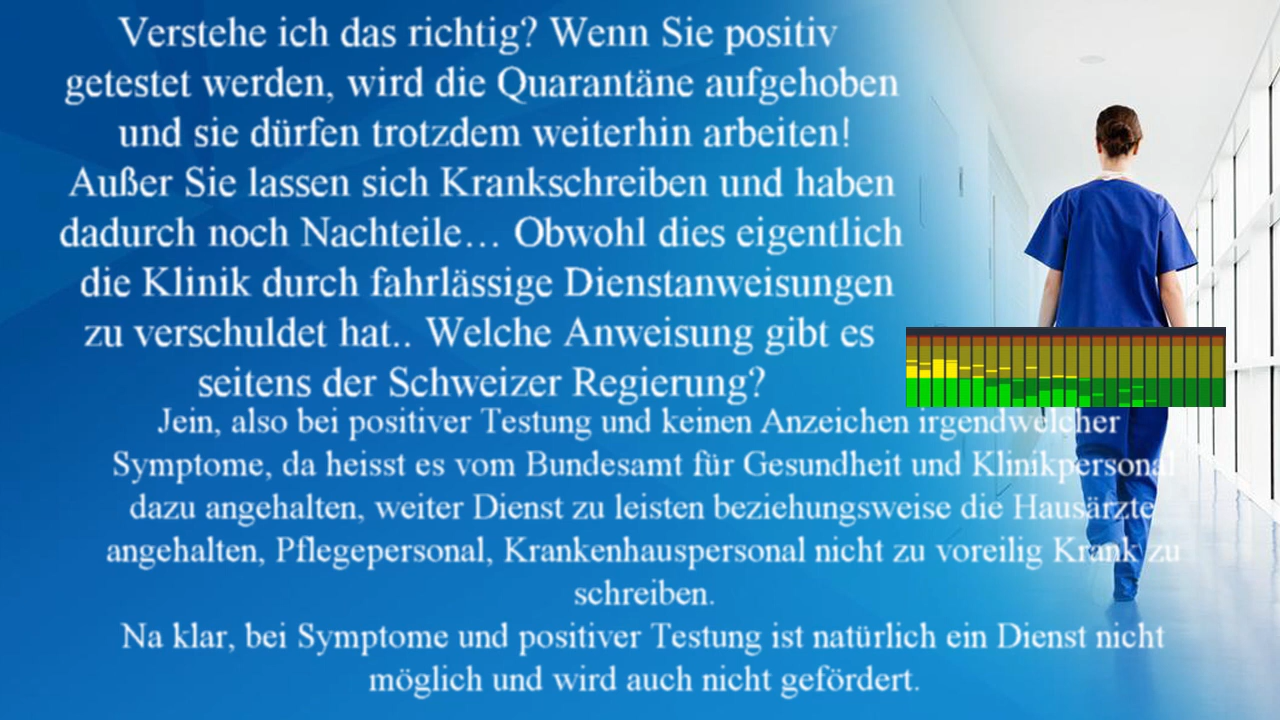 Verstehe ich das richtig? Wenn Sie positiv
getestet werden, wird die Quarantäne aufgehoben
und sie dürfen trotzdem weiterhin arbeiten!
Außer Sie lassen sich Krankschreiben und haben
dadurch noch Nachteile… Obwohl dies eigentlich
die Klinik durch fahrlässige Dienstanweisungen
zu verschuldet hat.. Welche Anweisung gibt es
seitens der Schweizer Regierung?
Jein, also bei positiver Testung und keinen Anzeichen irgendwelcher
Symptome, da heisst es vom Bundesamt für Gesundheit und Klinikpersonal
dazu angehalten, weiter Dienst zu leisten beziehungsweise die Hausärzte
angehalten, Pflegepersonal, Krankenhauspersonal nicht zu voreilig Krank zu
schreiben.
Na klar, bei Symptome und positiver Testung ist natürlich ein Dienst nicht
möglich und wird auch nicht gefördert.